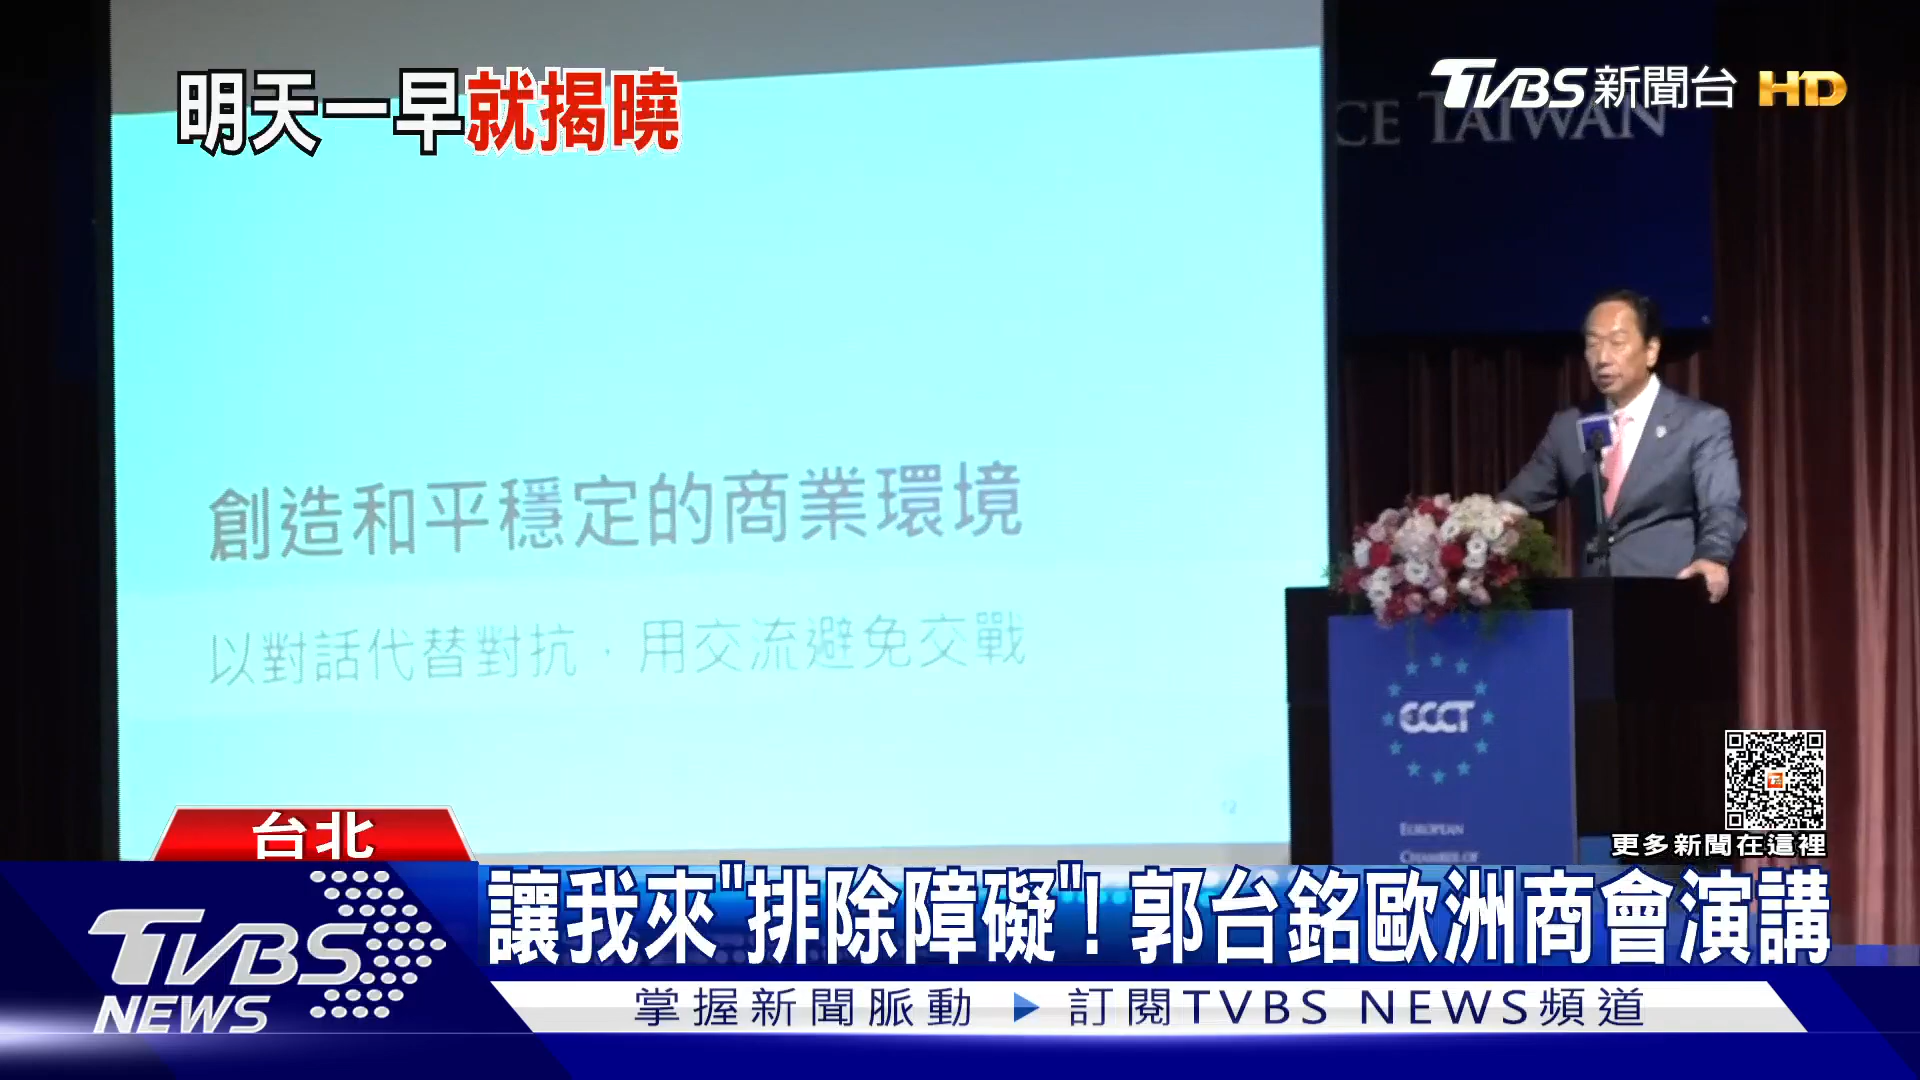 明天一早就揭曉
TVBS新聞台 HD
CE TAIWAN
創造和平穩定的商業環境
以對話代替對抗，用交流避免交戰
12
ECCT
EUROPEAN
CHAMBER OF
更多新聞在這裡
台北
讓我來"排除障礙"！郭台銘歐洲商會演講
TVBS
NEWS
掌握新聞脈動 ▶ 訂閱TVBS NEWS頻道